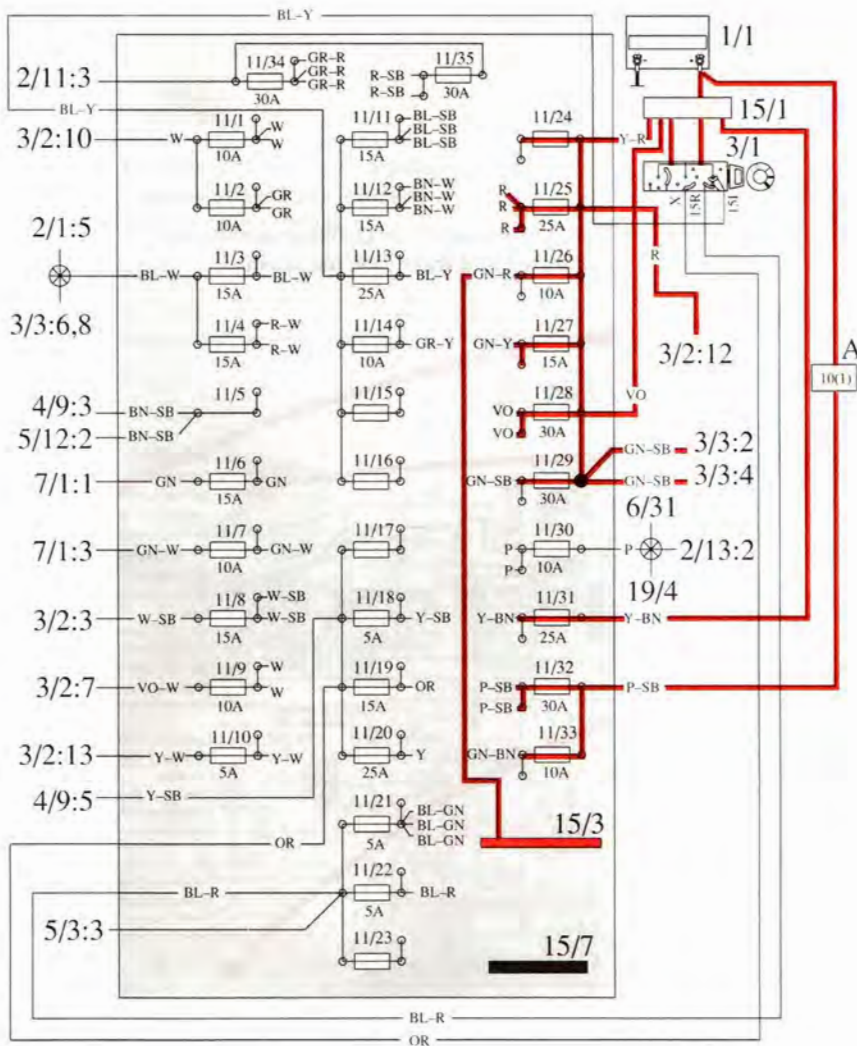 BL–Y
1/1
11/34
GR–R
GR–R
GR–R
11/35
R–SB
R–SB
2/11:3
30A
30A
15/1
BL–Y
3/2:10
W
11/1
W
W
10A
11/11
BL–SB
BL–SB
BL–SB
15A
11/24
Y–R
3/1
11/2
GR
GR
10A
11/12
BN–W
BN–W
BN–W
15A
R
R
R
11/25
25A
X
15R
15I
2/1:5
BL–W
11/3
BL–W
15A
11/13
BL–Y
25A
GN–R
11/26
10A
R
3/3:6,8
11/4
R–W
R–W
15A
11/14
GR–Y
10A
GN–Y
11/27
15A
3/2:12
A
10(1)
4/9:3
BN–SB
11/5
11/15
VO
VO
11/28
30A
VO
5/12:2
BN–SB
GN–SB
3/3:2
7/1:1
GN
11/6
GN
15A
11/16
GN–SB
11/29
30A
GN–SB
3/3:4
6/31
7/1:3
GN–W
11/7
GN–W
10A
11/17
P
P
11/30
10A
P
2/13:2
19/4
3/2:3
W–SB
11/8
W–SB
W–SB
15A
11/18
Y–SB
5A
Y–BN
11/31
25A
Y–BN
3/2:7
VO–W
11/9
W
W
10A
11/19
OR
15A
P–SB
P–SB
11/32
30A
P–SB
3/2:13
Y–W
11/10
Y–W
5A
11/20
Y
25A
GN–BN
11/33
10A
4/9:5
Y–SB
11/21
BL–GN
BL–GN
BL–GN
5A
15/3
OR
BL–R
11/22
BL–R
5A
5/3:3
11/23
15/7
BL–R
OR